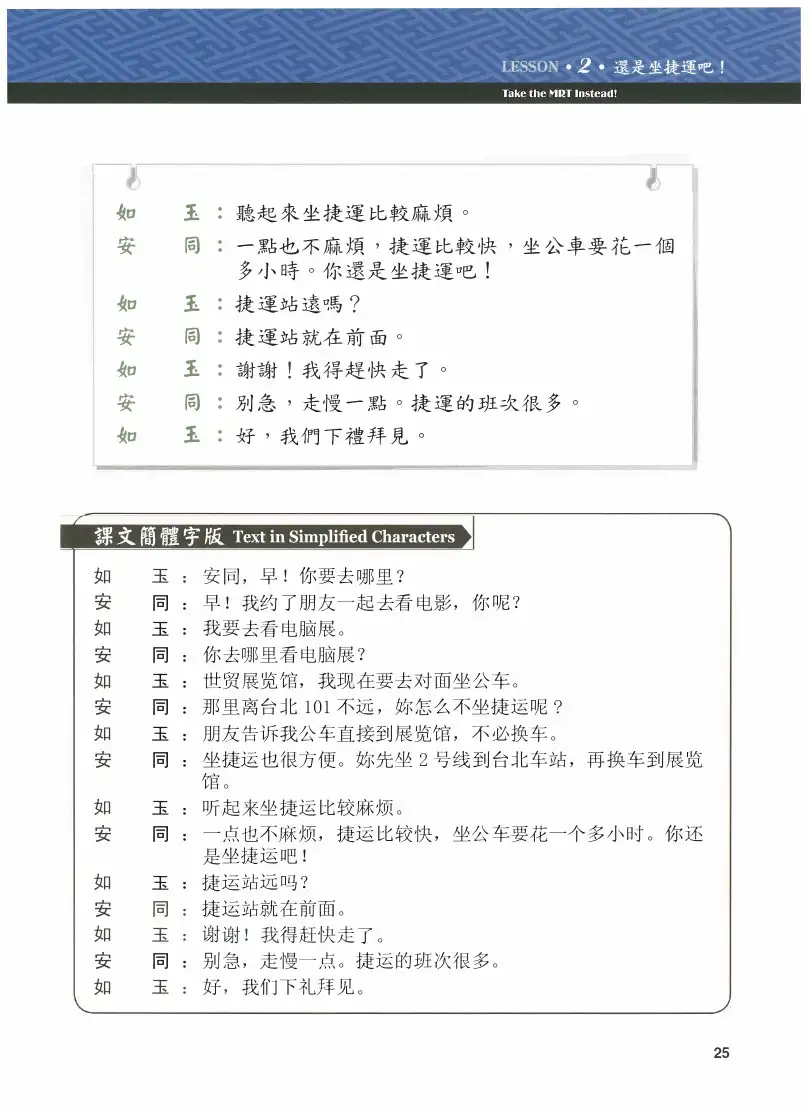 LESSON • 2 • 還是坐捷運吧！
Take the MRT Instead!
如　玉：聽起來坐捷運比較麻煩。
安　同：一點也不麻煩，捷運比較快，坐公車要花一個
多小時。你還是坐捷運吧！
如　玉：捷運站遠嗎？
安　同：捷運站就在前面。
如　玉：謝謝！我得趕快走了。
安　同：別急，走慢一點。捷運的班次很多。
如　玉：好，我們下禮拜見。
課文簡體字版 Text in Simplified Characters
如　玉：安同，早！你要去哪里？
安　同：早！我约了朋友一起去看电影，你呢？
如　玉：我要去看电脑展。
安　同：你去哪里看电脑展？
如　玉：世贸展览馆，我现在要去对面坐公车。
安　同：那里离台北 101 不远，妳怎么不坐捷运呢？
如　玉：朋友告诉我公车直接到展览馆，不必换车。
安　同：坐捷运也很方便。妳先坐 2 号线到台北车站，再换车到展览
馆。
如　玉：听起来坐捷运比较麻烦。
安　同：一点也不麻烦，捷运比较快，坐公车要花一个多小时。你还
是坐捷运吧！
如　玉：捷运站远吗？
安　同：捷运站就在前面。
如　玉：谢谢！我得赶快走了。
安　同：别急，走慢一点。捷运的班次很多。
如　玉：好，我们下礼拜见。
25